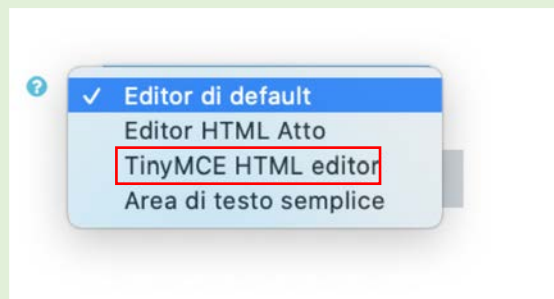 ?
✓ Editor di default
Editor HTML Atto
TinyMCE HTML editor
Area di testo semplice